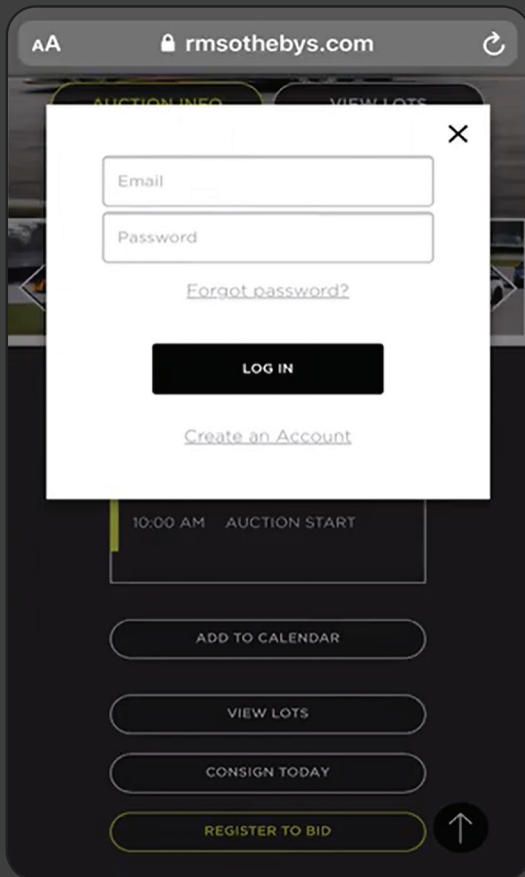 AA rmsothebys.com
AUCTION INFO VIEW LOTS
Email
Password
Forgot password?
LOG IN
Create an Account
10:00 AM AUCTION START
ADD TO CALENDAR
VIEW LOTS
CONSIGN TODAY
REGISTER TO BID